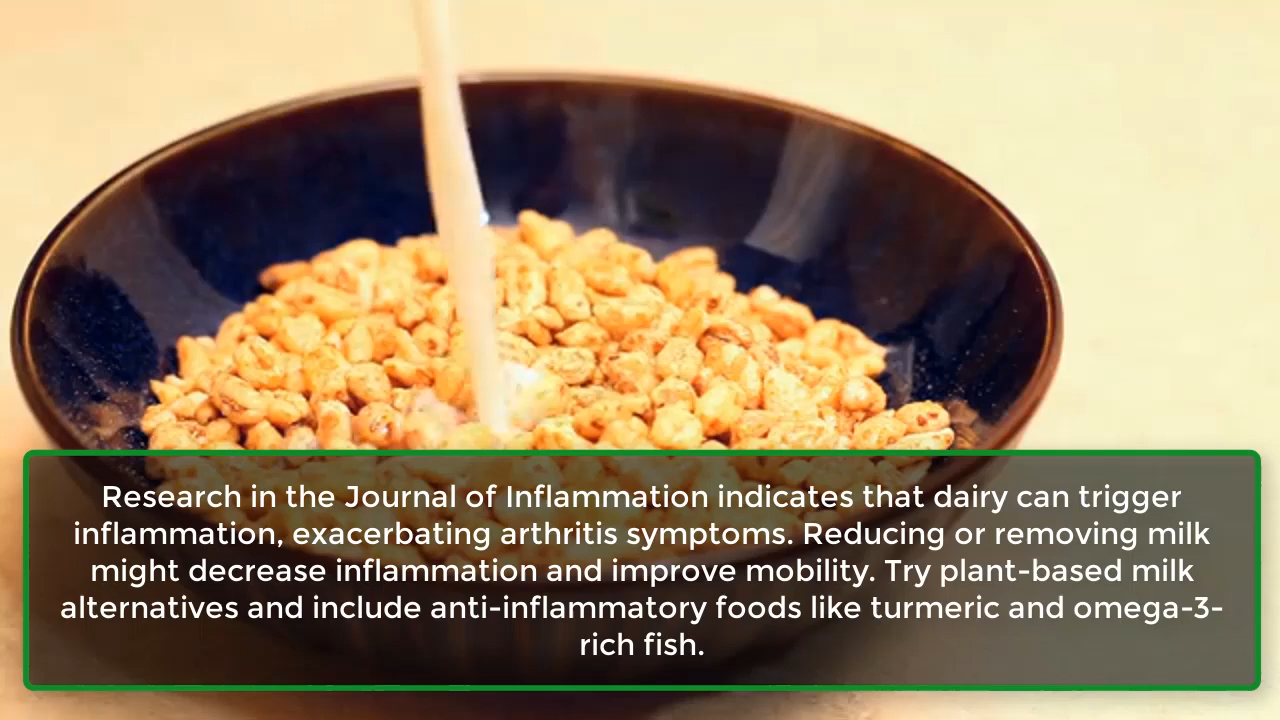 Research in the Journal of Inflammation indicates that dairy can trigger
inflammation, exacerbating arthritis symptoms. Reducing or removing milk
might decrease inflammation and improve mobility. Try plant-based milk
alternatives and include anti-inflammatory foods like turmeric and omega-3-
rich fish.